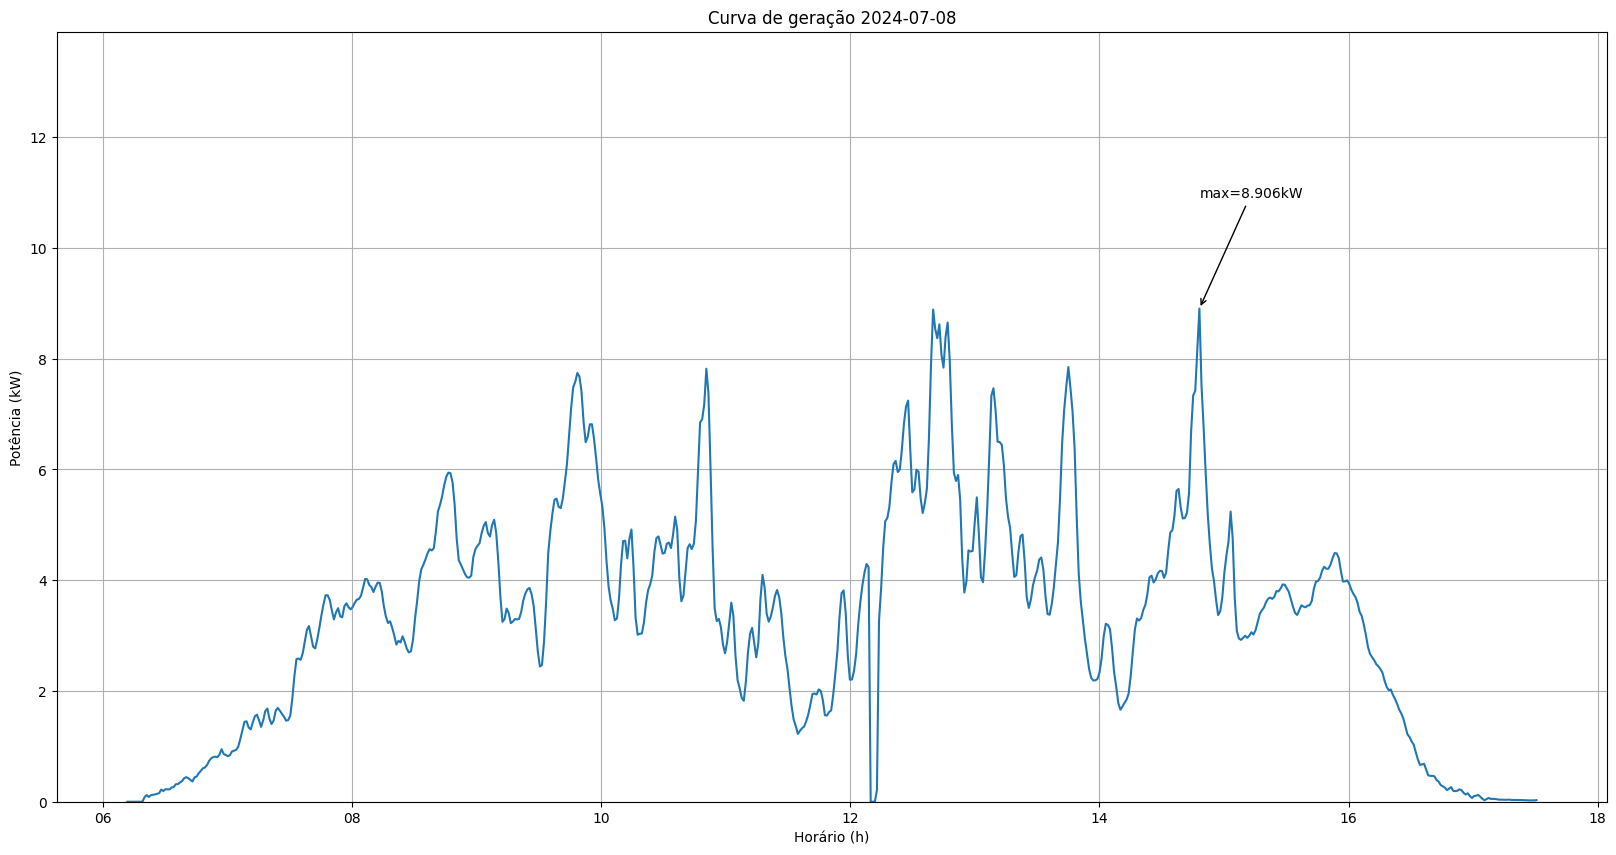 Curva de geração 2024-07-08
12
10
8
6
4
2
0
Potência (kW)
max=8.906kW
06 08 10 12 14 16 18
Horário (h)